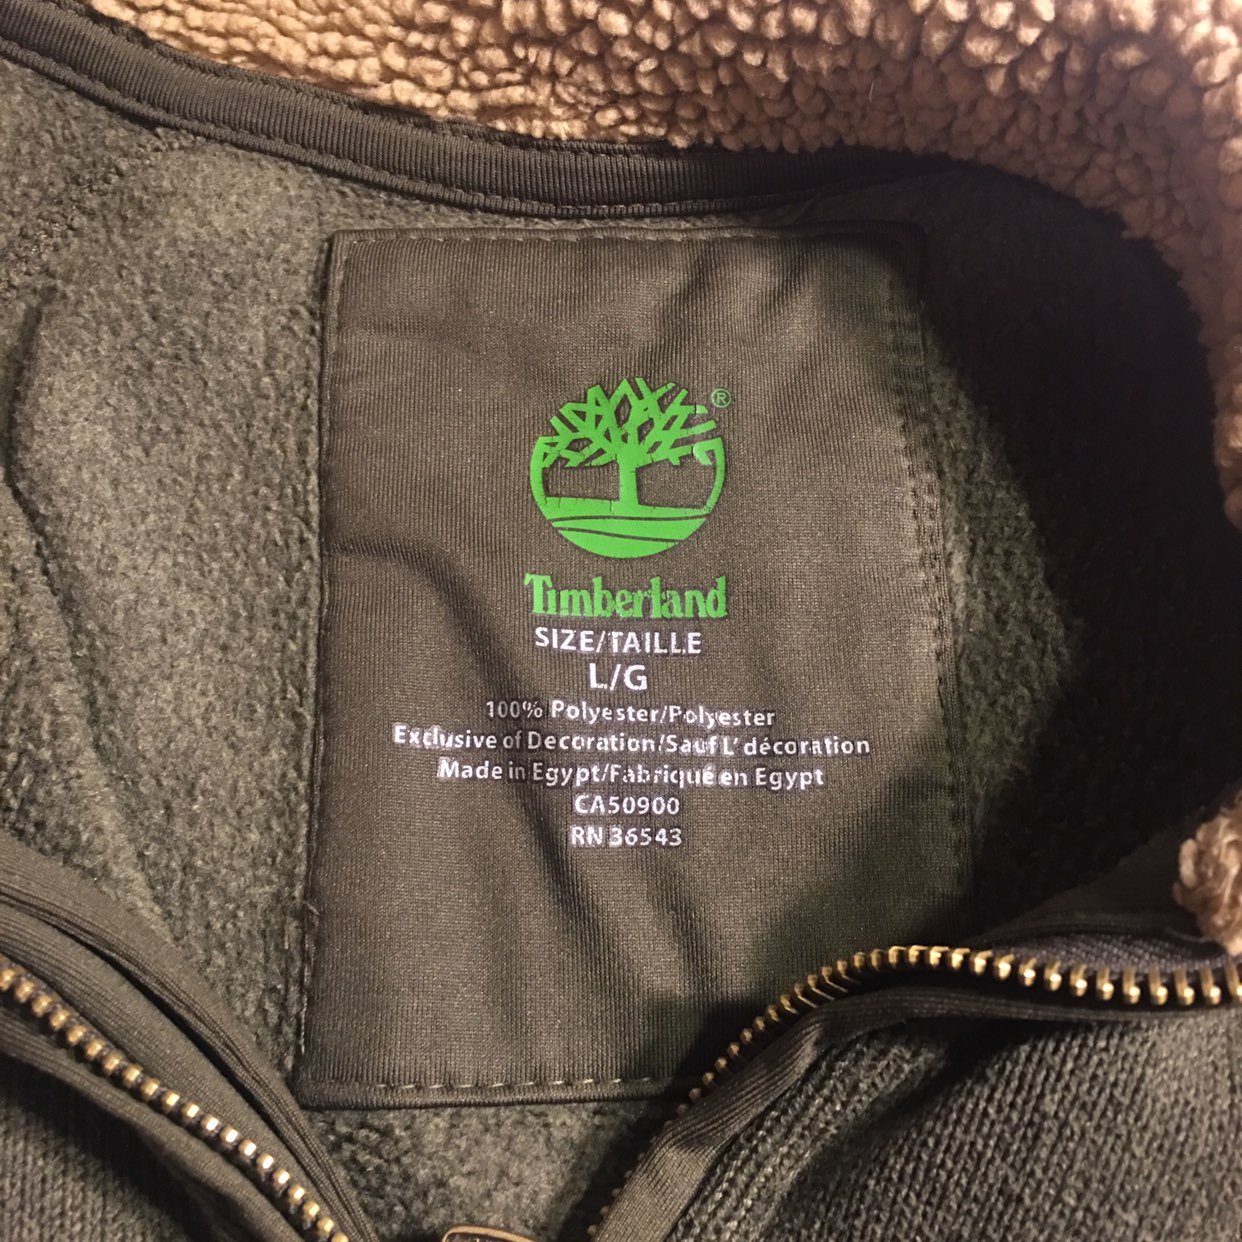 ®
Timberland
SIZE/TAILLE
L/G
100% Polyester/Polyester
Exclusive of Decoration/Sauf L'décoration
Made in Egypt/Fabriqué en Egypt
CA50900
RN 36543